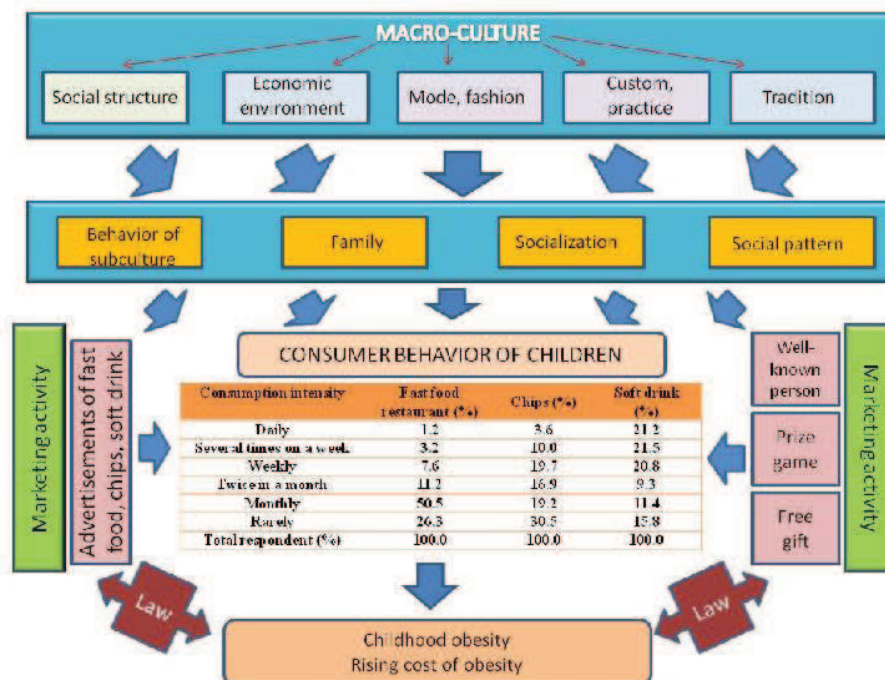 MACRO-CULTURE
Social structure
Economic
environment
Mode, fashion
Custom,
practice
Tradition
Behavior of
subculture
Family
Socialization
Social pattern
Marketing activity
Advertisements of fast
food, chips, soft drink
CONSUMER BEHAVIOR OF CHILDREN
Consumption intensity Fast food Chips (%) Soft drink
restaurant (%) (%)
Daily 1.2 3.6 21.2
Several times on a week 3.2 10.0 21.5
Weekly 7.6 19.7 20.8
Twice in a month 11.2 16.9 9.3
Monthly 50.5 19.2 11.4
Rarely 26.3 30.5 15.8
Total respondent (%) 100.0 100.0 100.0
Well-
known
person
Prize
game
Free
gift
Marketing activity
Law
Law
Childhood obesity
Rising cost of obesity